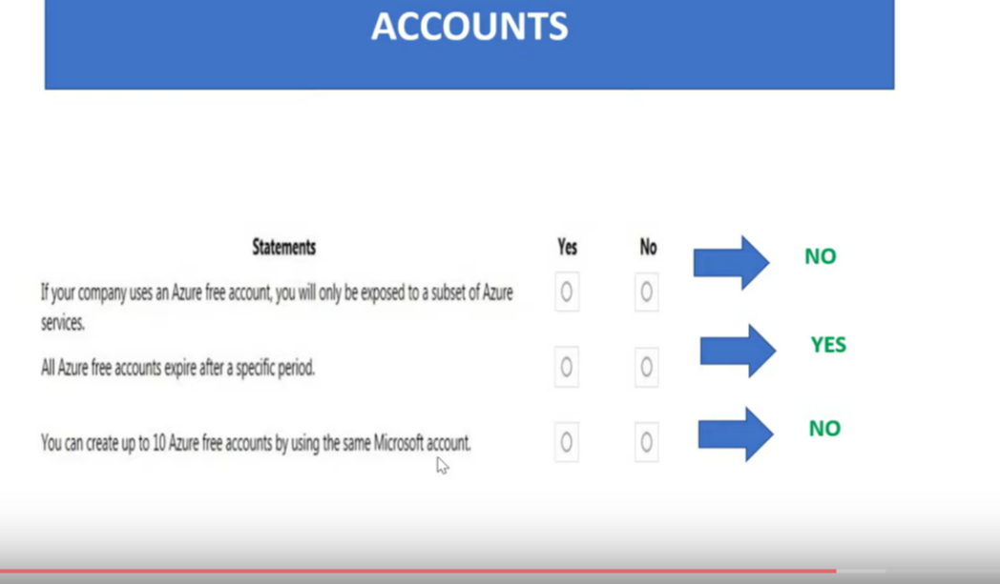 ACCOUNTS
Statements Yes No
NO
If your company uses an Azure free account, you will only be exposed to a subset of Azure
services.
YES
All Azure free accounts expire after a specific period.
NO
You can create up to 10 Azure free accounts by using the same Microsoft account.